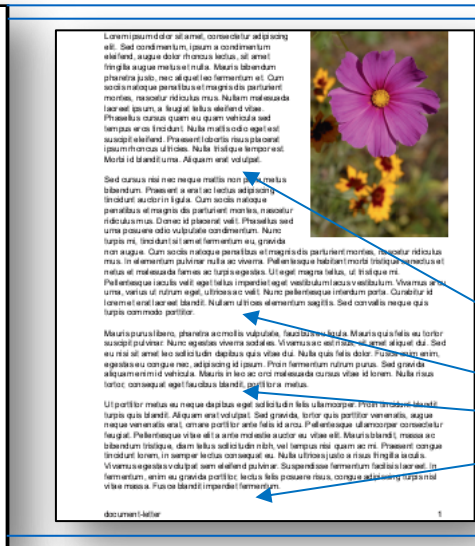 Lorem ipsum dolor sit amet, consectetur adipiscing
elit. Sed condimentum, ipsum a condimentum
eleifend, augue dolor rhoncus lectus, sit amet
fringilla augue metus et nulla. Mauris bibendum
pharetra justo, nec aliquet leo fermentum et. Cum
sociis natoque penatibus et magnis dis parturient
montes, nascetur ridiculus mus. Nullam malesuada
laoreet ipsum, a feugiat tellus eleifend vitae.
Phasellus cursus quam eu quam vehicula sed
tempus eros tincidunt. Nulla mattis odio eget est
suscipit eleifend. Praesent lobortis risus placerat
ipsum rhoncus ultricies. Nulla tristique tempor est.
Morbi id blandit urna. Aliquam erat volutpat.
Sed cursus nisi nec neque mattis non metus
bibendum. Praesent a erat ac lectus adipiscing
tincidunt auctor in ligula. Cum sociis natoque
penatibus et magnis dis parturient montes, nascetur
ridiculus mus. Donec id placerat velit. Phasellus sed
urna posuere odio vulputate condimentum. Nunc
turpis mi, tincidunt sit amet fermentum eu, gravida
non augue. Cum sociis natoque penatibus et magnis dis parturient montes, nascetur ridiculus
mus. In elementum pulvinar nulla ac viverra. Pellentesque habitant morbi tristique senectus et
netus et malesuada fames ac turpis egestas. Ut eget magna tellus, ut tristique mi.
Pellentesque iaculis velit eget tellus imperdiet eget vestibulum lacus vestibulum. Vivamus arcu
urna, varius ut rutrum eget, ultrices ac velit. Nunc pellentesque interdum porta. Curabitur id
lorem et erat laoreet blandit. Nullam ultrices elementum sagittis. Sed convallis neque quis
turpis commodo porttitor.
Mauris purus libero, pharetra ac mollis vulputate, faucibus eu ligula. Mauris quis felis eu tortor
suscipit pulvinar. Nunc egestas viverra sodales. Vivamus ac est risus, sit amet aliquet dui. Sed
eu nisi sit amet leo sollicitudin dapibus quis vitae dui. Nulla quis felis dolor. Fusce enim enim,
egestas eu congue nec, adipiscing id ipsum. Proin fermentum rutrum purus. Sed gravida
aliquam enim id vehicula. Mauris in leo ac orci malesuada cursus vitae id lorem. Nulla risus
tortor, consequat eget faucibus blandit, porttitor a metus.
Ut porttitor metus eu neque dapibus eget sollicitudin felis ullamcorper. Proin tincidunt blandit
turpis quis blandit. Aliquam erat volutpat. Sed gravida, tortor quis porttitor venenatis, augue
neque venenatis erat, ornare porttitor ante felis id arcu. Pellentesque ullamcorper consectetur
feugiat. Pellentesque vitae elit a ante molestie auctor eu vitae elit. Mauris blandit, massa ac
bibendum tristique, diam tellus sollicitudin nibh, vel tempus nisi quam ac mi. Praesent congue
tincidunt lorem, in semper lectus consequat eu. Nulla ultrices justo a risus fringilla iaculis.
Vivamus egestas volutpat sem eleifend pulvinar. Suspendisse fermentum facilisis laoreet. In
fermentum, enim eu gravida porttitor, lectus felis posuere risus, congue adipiscing turpis nisl
vitae massa. Fusce blandit imperdiet fermentum.
document-letter 1